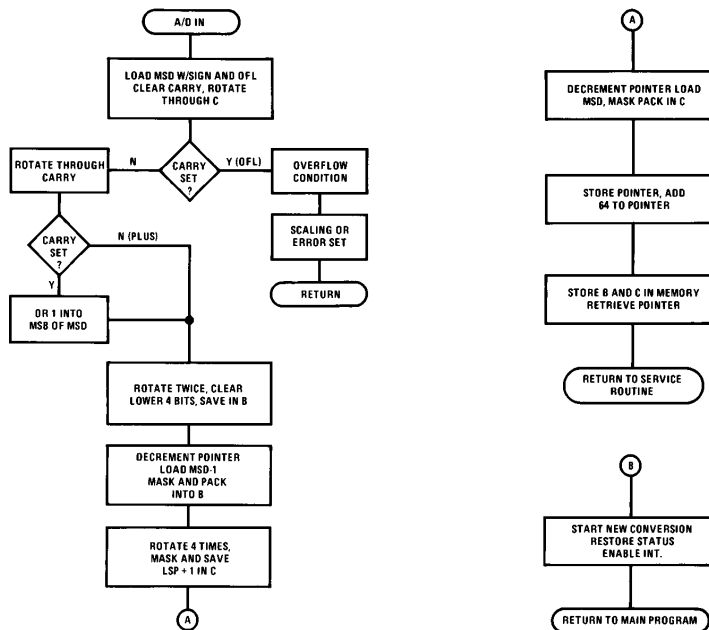 A/D IN
LOAD MSD W/SIGN AND OFL
CLEAR CARRY, ROTATE
THROUGH C
ROTATE THROUGH
CARRY
N
CARRY
SET
?
Y (OFL)
OVERFLOW
CONDITION
SCALING OR
ERROR SET
RETURN
CARRY
SET
?
N (PLUS)
Y
OR 1 INTO
MSB OF MSD
ROTATE TWICE, CLEAR
LOWER 4 BITS, SAVE IN B
DECREMENT POINTER
LOAD MSD-1
MASK AND PACK
INTO B
ROTATE 4 TIMES,
MASK AND SAVE
LSP + 1 IN C
A
A
DECREMENT POINTER LOAD
MSD, MASK PACK IN C
STORE POINTER, ADD
64 TO POINTER
STORE B AND C IN MEMORY
RETRIEVE POINTER
RETURN TO SERVICE
ROUTINE
B
START NEW CONVERSION
RESTORE STATUS
ENABLE INT.
RETURN TO MAIN PROGRAM